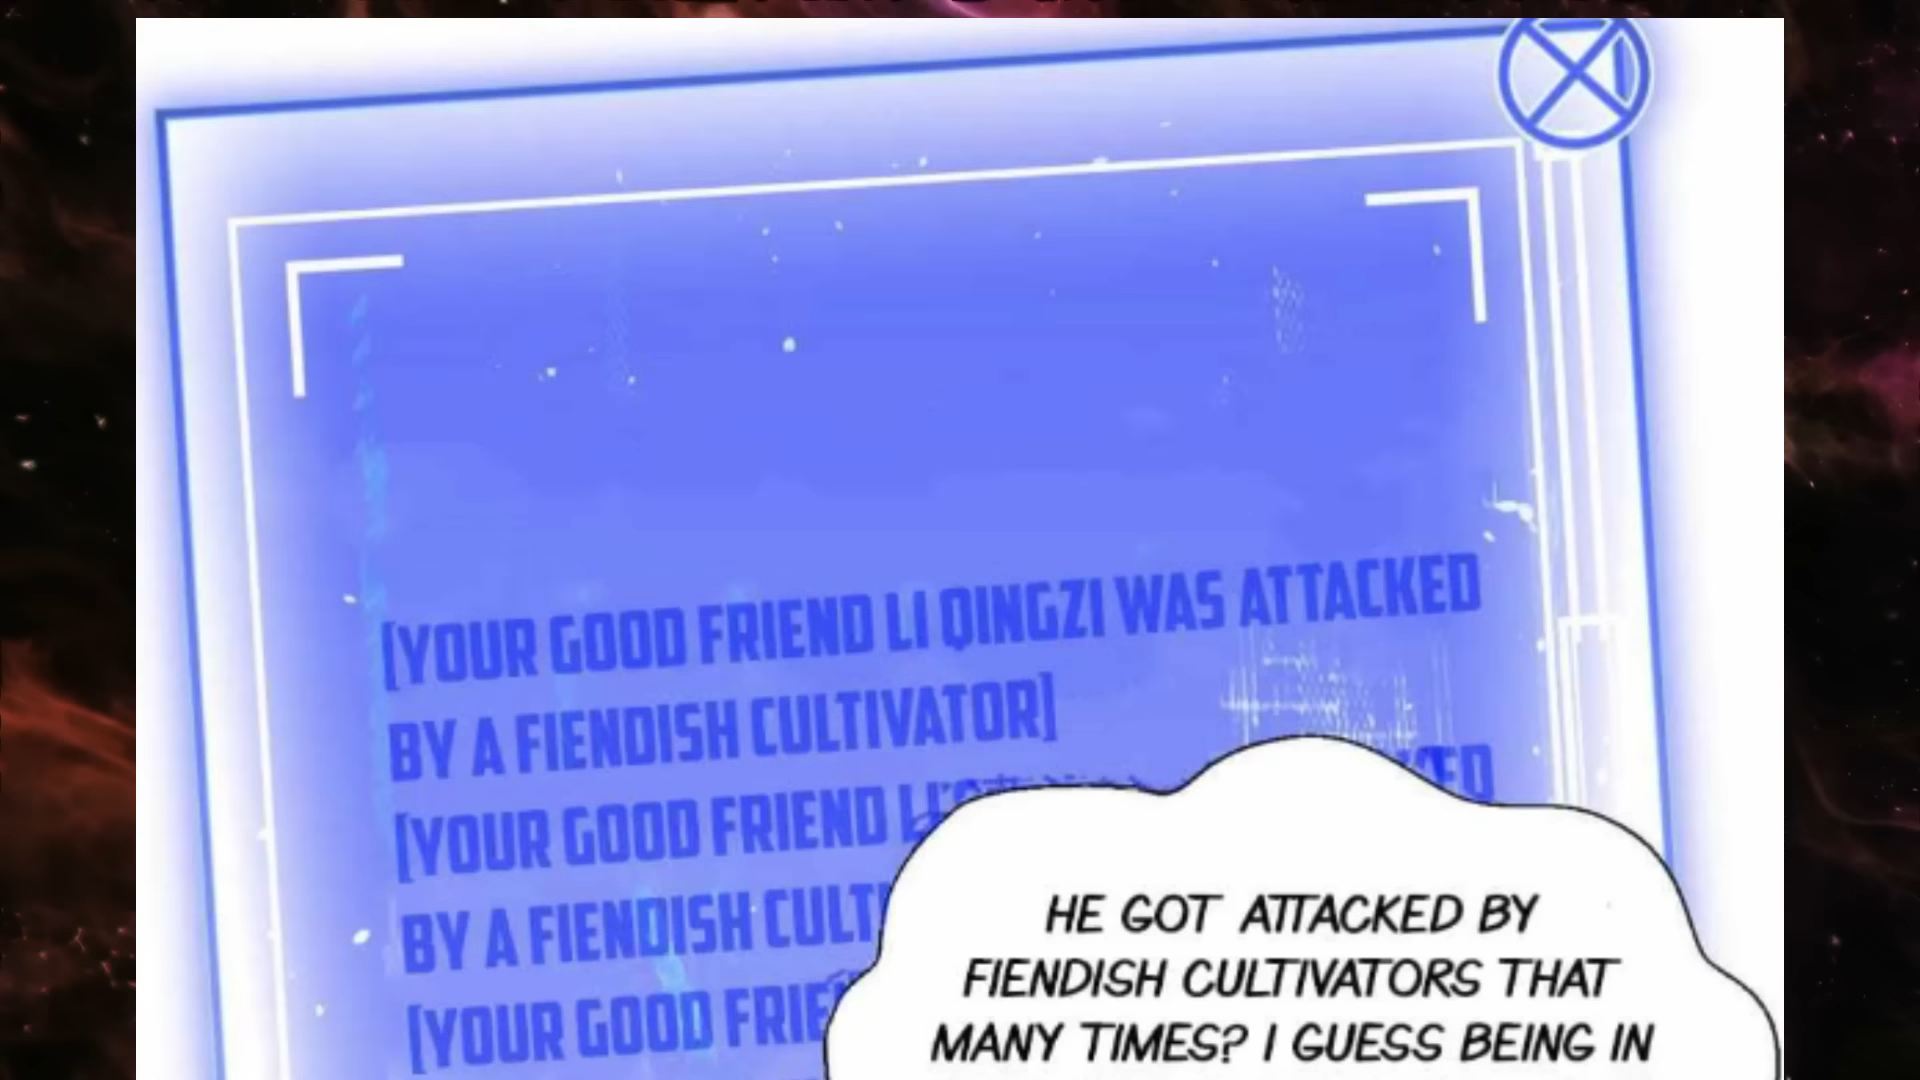 [YOUR GOOD FRIEND LI QINGZI WAS ATTACKED
BY A FIENDISH CULTIVATOR]
[YOUR GOOD FRIEND LI
BY A FIENDISH
[YOUR GOOD
HE GOT ATTACKED BY
FIENDISH CULTIVATORS THAT
MANY TIMES? I GUESS BEING IN